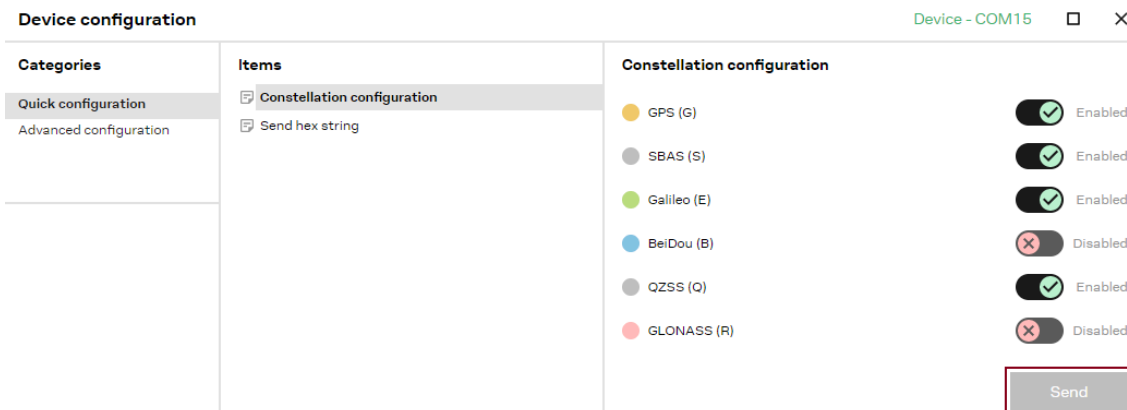 Device configuration
Device - COM15
Categories
Quick configuration
Advanced configuration
Items
Constellation configuration
Send hex string
Constellation configuration
GPS (G) Enabled
SBAS (S) Enabled
Galileo (E) Enabled
BeiDou (B) Disabled
QZSS (Q) Enabled
GLONASS (R) Disabled
Send